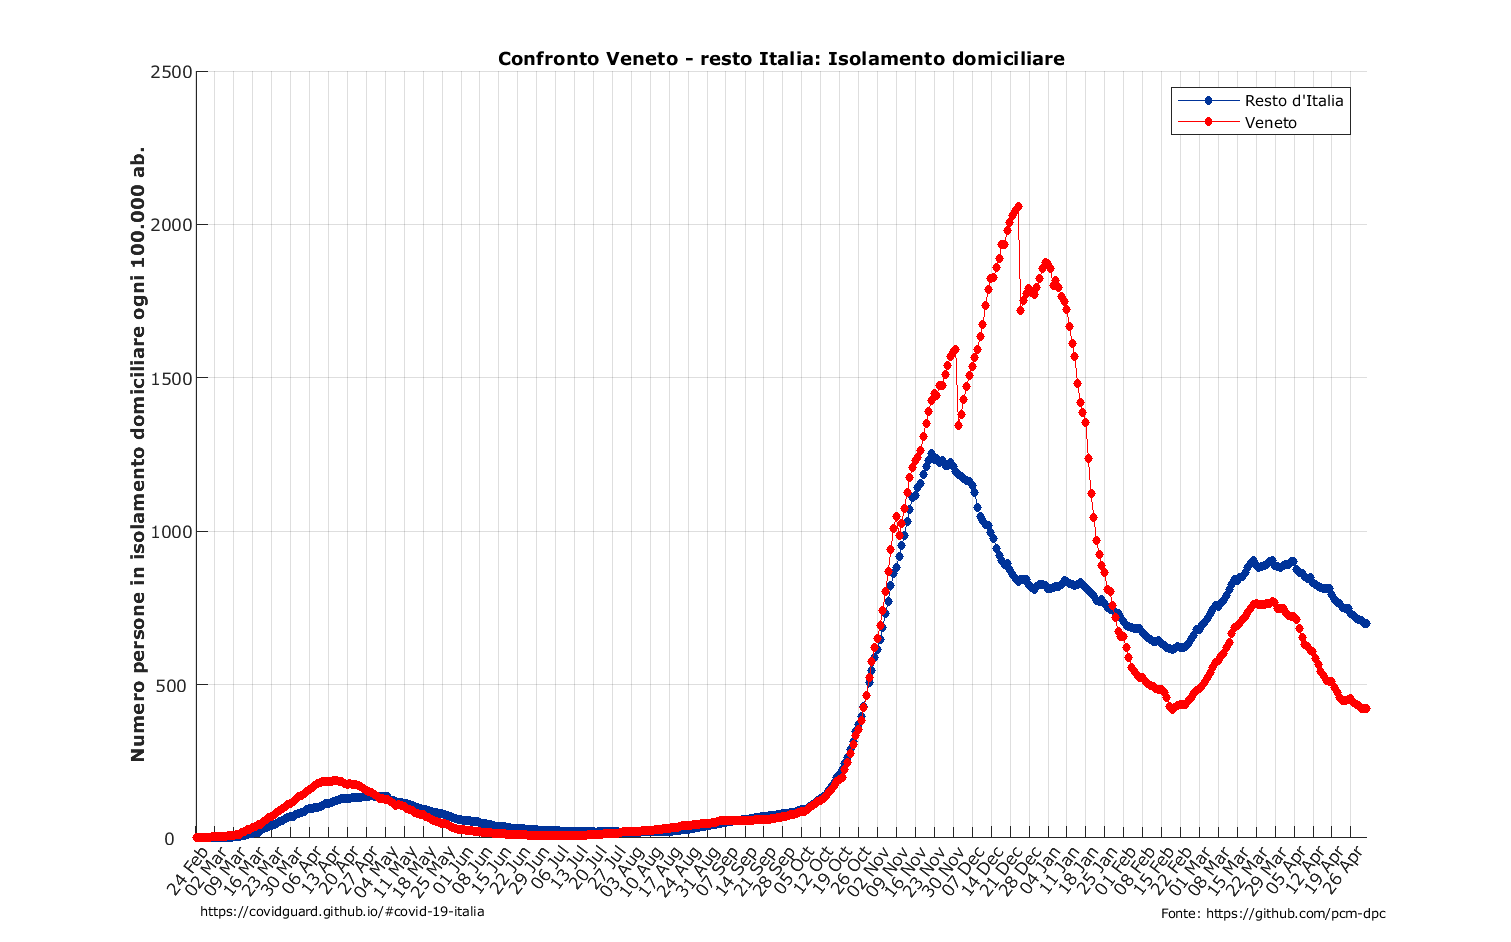 Confronto Veneto - resto Italia: Isolamento domiciliare
Numero persone in isolamento domiciliare ogni 100.000 ab.
2500
2000
1500
1000
500
0
Resto d'Italia
Veneto
24 Feb
02 Mar
09 Mar
16 Mar
23 Mar
30 Mar
06 Apr
13 Apr
20 Apr
27 Apr
04 May
11 May
18 May
25 May
01 Jun
08 Jun
15 Jun
22 Jun
29 Jun
06 Jul
13 Jul
20 Jul
27 Jul
03 Aug
10 Aug
17 Aug
24 Aug
31 Aug
07 Sep
14 Sep
21 Sep
28 Sep
05 Oct
12 Oct
19 Oct
26 Oct
02 Nov
09 Nov
16 Nov
23 Nov
30 Nov
07 Dec
14 Dec
21 Dec
28 Dec
04 Jan
11 Jan
18 Jan
25 Jan
01 Feb
08 Feb
15 Feb
22 Feb
01 Mar
08 Mar
15 Mar
22 Mar
29 Mar
05 Apr
12 Apr
19 Apr
26 Apr
https://covidguard.github.io/#covid-19-italia
Fonte: https://github.com/pcm-dpc